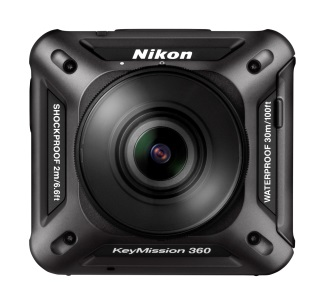 Nikon
SHOCKPROOF 2m/6.6ft
WATERPROOF 30m/100ft
KeyMission 360